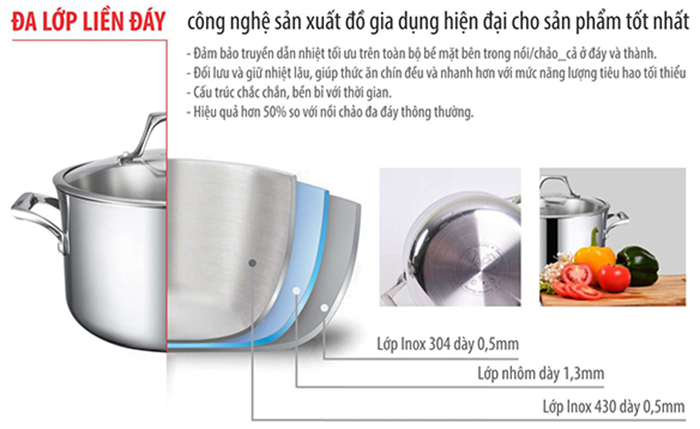 ĐA LỚP LIỀN ĐÁY
công nghệ sản xuất đồ gia dụng hiện đại cho sản phẩm tốt nhất
- Đảm bảo truyền dẫn nhiệt tối ưu trên toàn bộ bề mặt bên trong nồi/chảo_cả ở đáy và thành.
- Đối lưu và giữ nhiệt lâu, giúp thức ăn chín đều và nhanh hơn với mức năng lượng tiêu hao tối thiểu
- Cấu trúc chắc chắn, bền bỉ với thời gian.
- Hiệu quả hơn 50% so với nồi chảo đa đáy thông thường.
Lớp Inox 304 dày 0,5mm
Lớp nhôm dày 1,3mm
Lớp Inox 430 dày 0,5mm